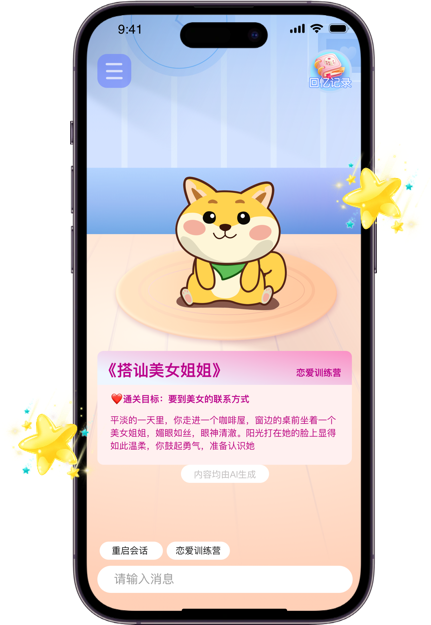 9:41
回忆记录
《搭讪美女姐姐》
恋爱训练营
❤️通关目标：要到美女的联系方式
平淡的一天里，你走进一个咖啡屋，窗边的桌前坐着一个
美女姐姐，媚眼如丝，眼神清澈。阳光打在她的脸上显得
如此温柔，你鼓起勇气，准备认识她
内容均由AI生成
重启会话
恋爱训练营
请输入消息